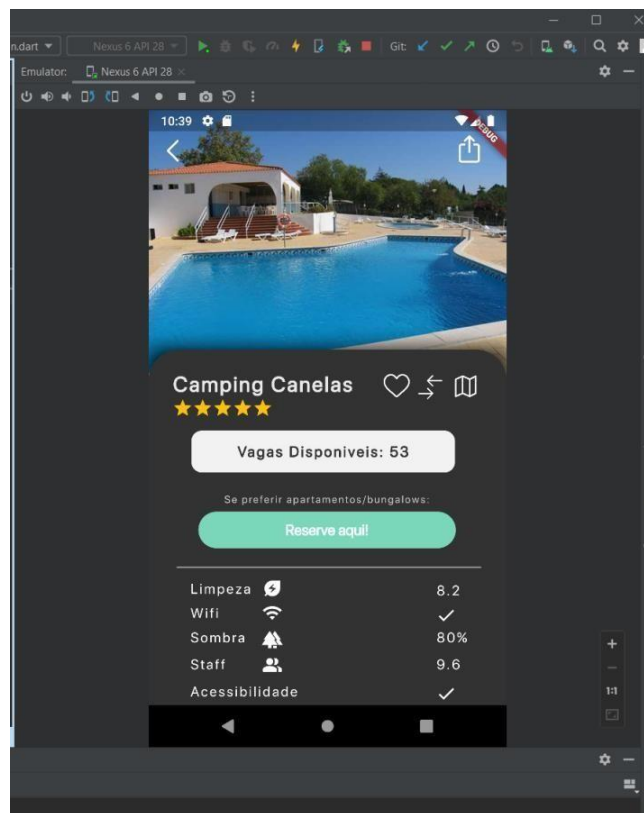 n.dart Nexus 6 API 28 Git:
Emulator: Nexus 6 API 28
10:39
DEBUG
Camping Canelas
Vagas Disponiveis: 53
Se preferir apartamentos/bungalows:
Reserve aqui!
Limpeza 8.2
Wifi
Sombra 80%
Staff 9.6
Acessibilidade
1:1